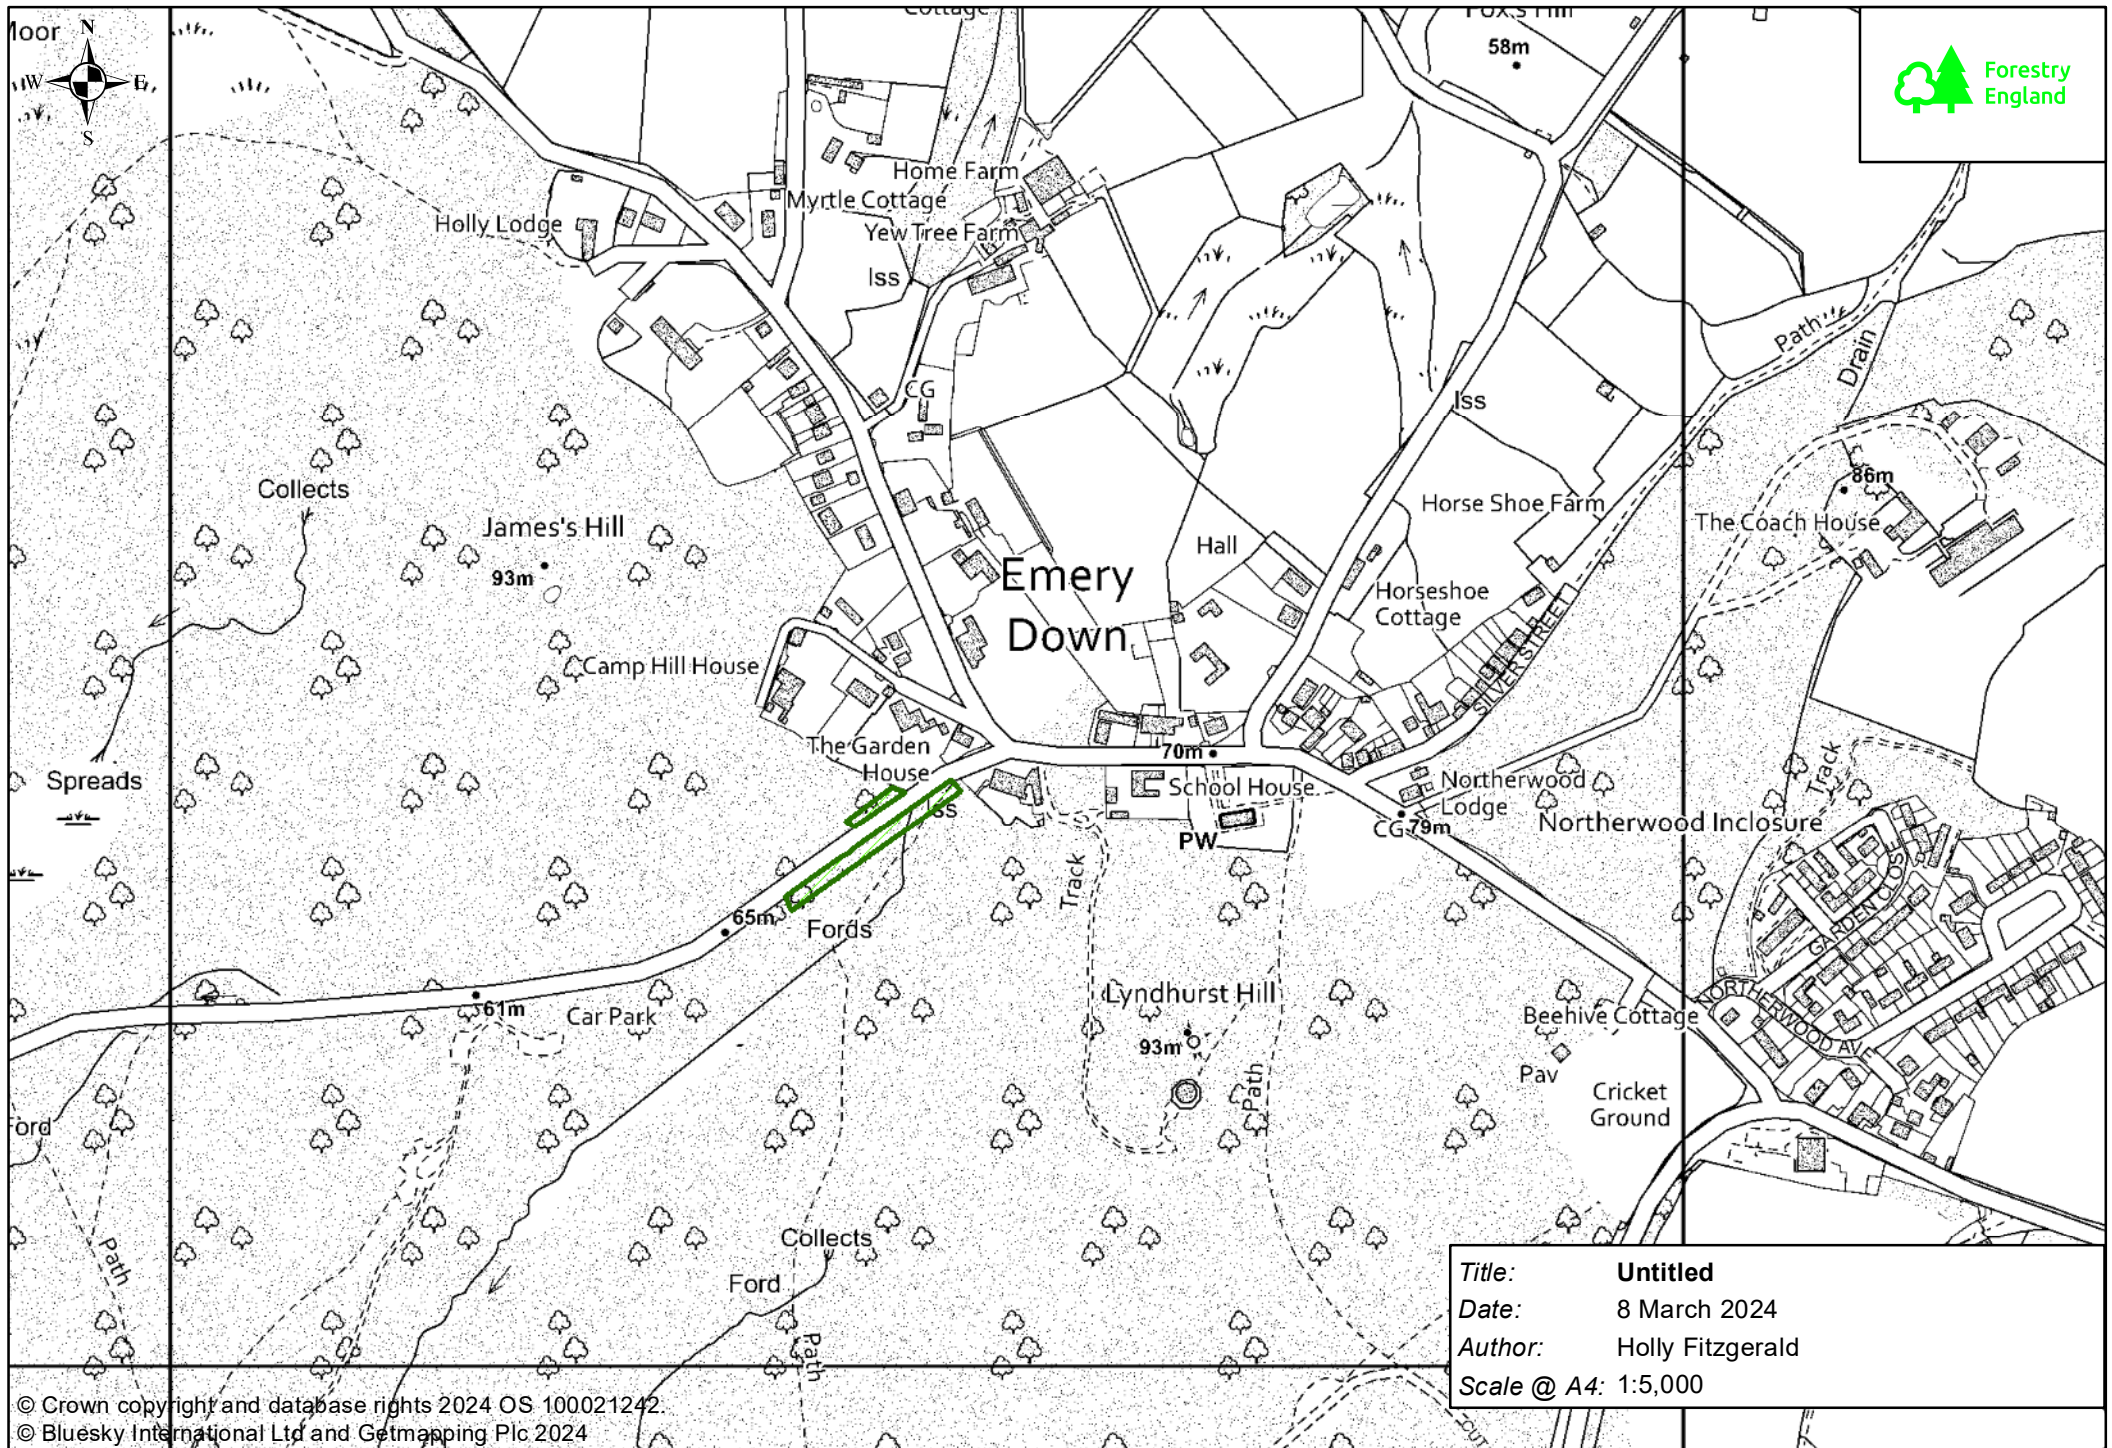 Moor
N
W
E
S
Cottage
Fox's Hill
58m
Forestry
England
Home Farm
Myrtle Cottage
Holly Lodge
Yew Tree Farm
Iss
Path
Drain
CG
Iss
86m
Collects
Horse Shoe Farm
The Coach House
James's Hill
Hall
93m
Emery
Down
Horseshoe
Cottage
SILVER STREET
Camp Hill House
The Garden
House
70m
Track
Spreads
School House
Northerwood
Lodge
Iss
PW
CG
79m
Northerwood Inclosure
Track
GARDEN CLOSE
65m
Fords
Lyndhurst Hill
NORTHERWOOD AV
61m
Car Park
Beehive Cottage
93m
Path
Pav
Cricket
Ground
Ford
Path
Collects
Ford
Path
Title: Untitled
Date: 8 March 2024
Author: Holly Fitzgerald
Scale @ A4: 1:5,000
CUT
© Crown copyright and database rights 2024 OS 100021242.
© Bluesky International Ltd and Getmapping Plc 2024